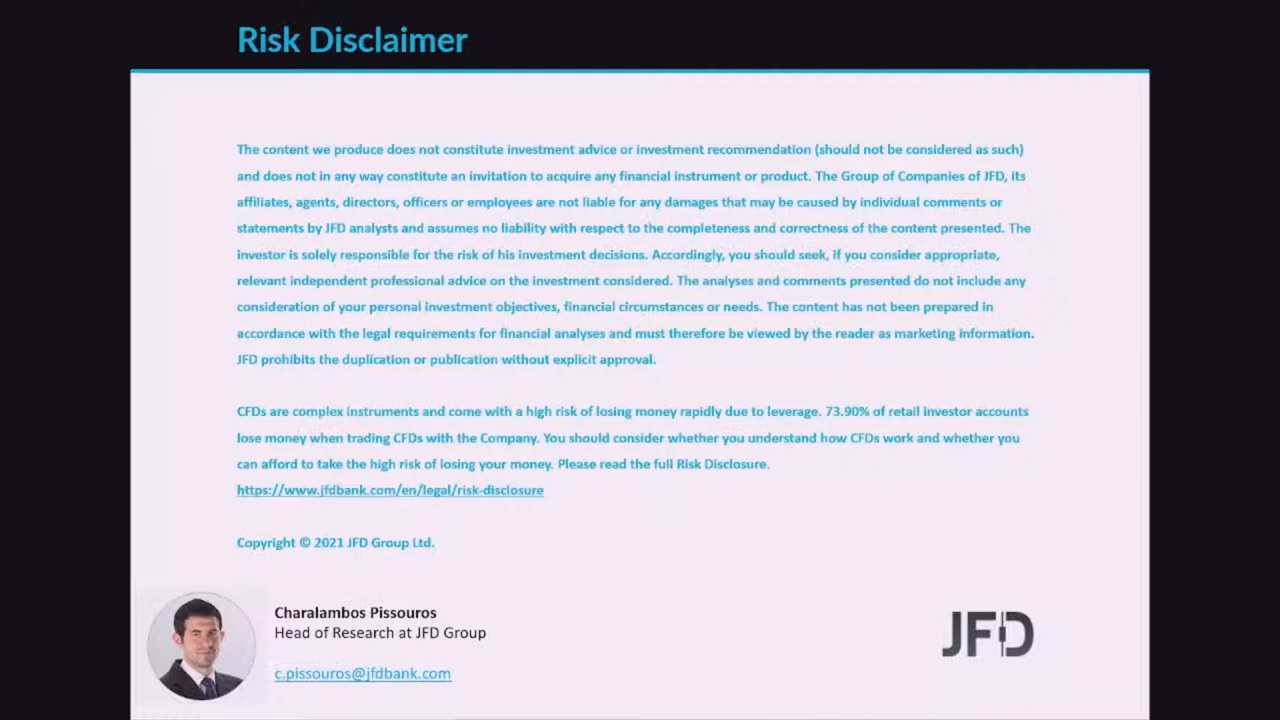 Risk Disclaimer
The content we produce does not constitute investment advice or investment recommendation (should not be considered as such)
and does not in any way constitute an invitation to acquire any financial instrument or product. The Group of Companies of JFD, its
affiliates, agents, directors, officers or employees are not liable for any damages that may be caused by individual comments or
statements by JFD analysts and assumes no liability with respect to the completeness and correctness of the content presented. The
investor is solely responsible for the risk of his investment decisions. Accordingly, you should seek, if you consider appropriate,
relevant independent professional advice on the investment considered. The analyses and comments presented do not include any
consideration of your personal investment objectives, financial circumstances or needs. The content has not been prepared in
accordance with the legal requirements for financial analyses and must therefore be viewed by the reader as marketing information.
JFD prohibits the duplication or publication without explicit approval.
CFDs are complex instruments and come with a high risk of losing money rapidly due to leverage. 73.90% of retail investor accounts
lose money when trading CFDs with the Company. You should consider whether you understand how CFDs work and whether you
can afford to take the high risk of losing your money. Please read the full Risk Disclosure.
https://www.jfdbank.com/en/legal/risk-disclosure
Copyright © 2021 JFD Group Ltd.
Charalambos Pissouros
Head of Research at JFD Group
c.pissouros@jfdbank.com
JFD